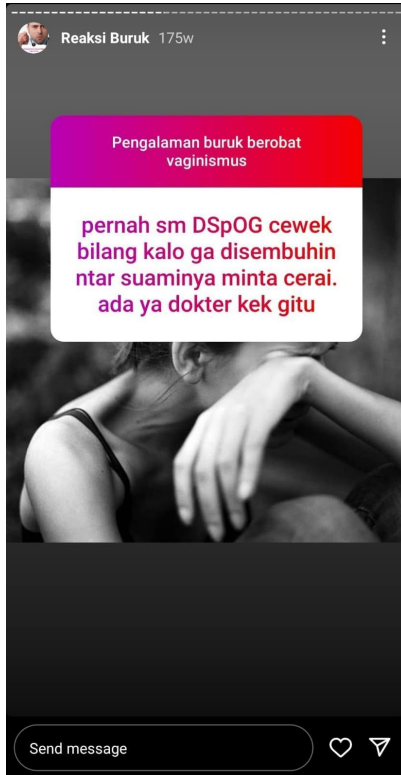 Reaksi Buruk 175w
Pengalaman buruk berobat
vaginismus
pernah sm DSpOG cewek
bilang kalo ga disembuhin
ntar suaminya minta cerai.
ada ya dokter kek gitu
Send message